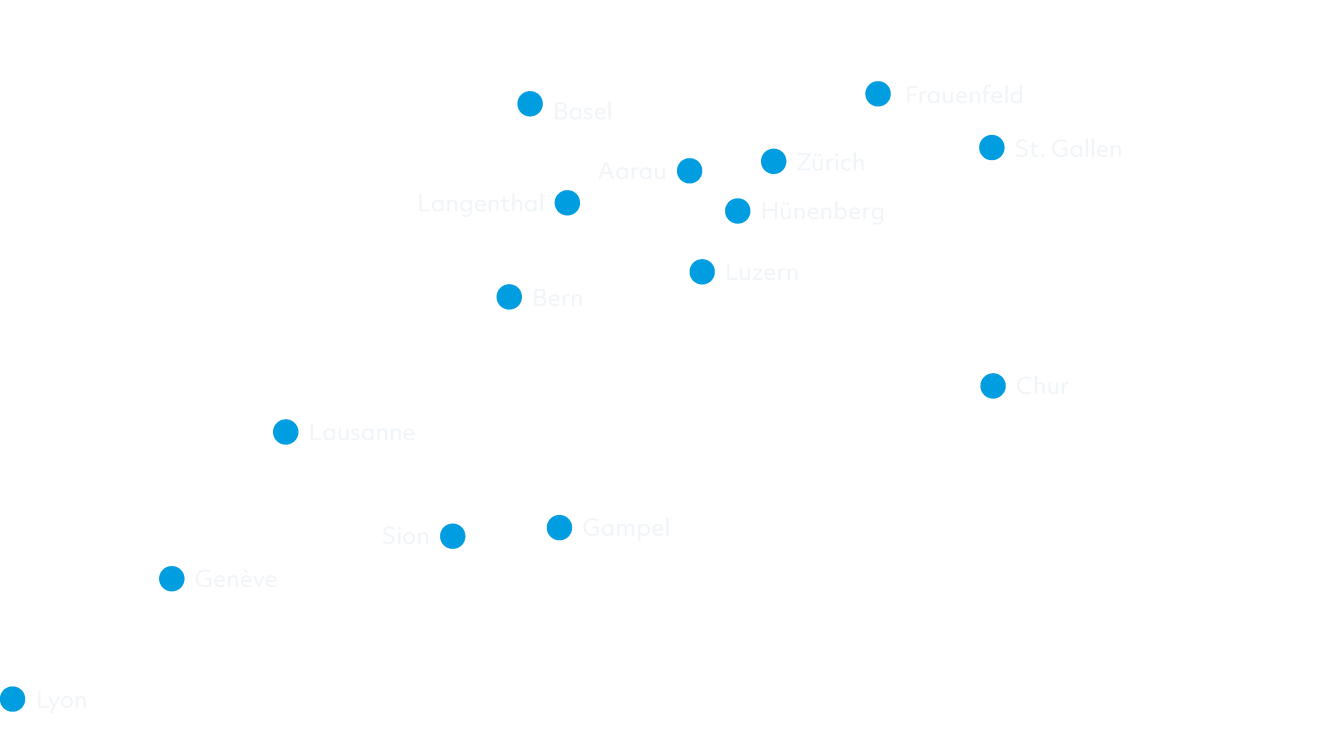 Frauenfeld
Basel
St. Gallen
Zürich
Aarau
Langenthal
Hünenberg
Luzern
Bern
Chur
Lausanne
Gampel
Sion
Genève
Lyon